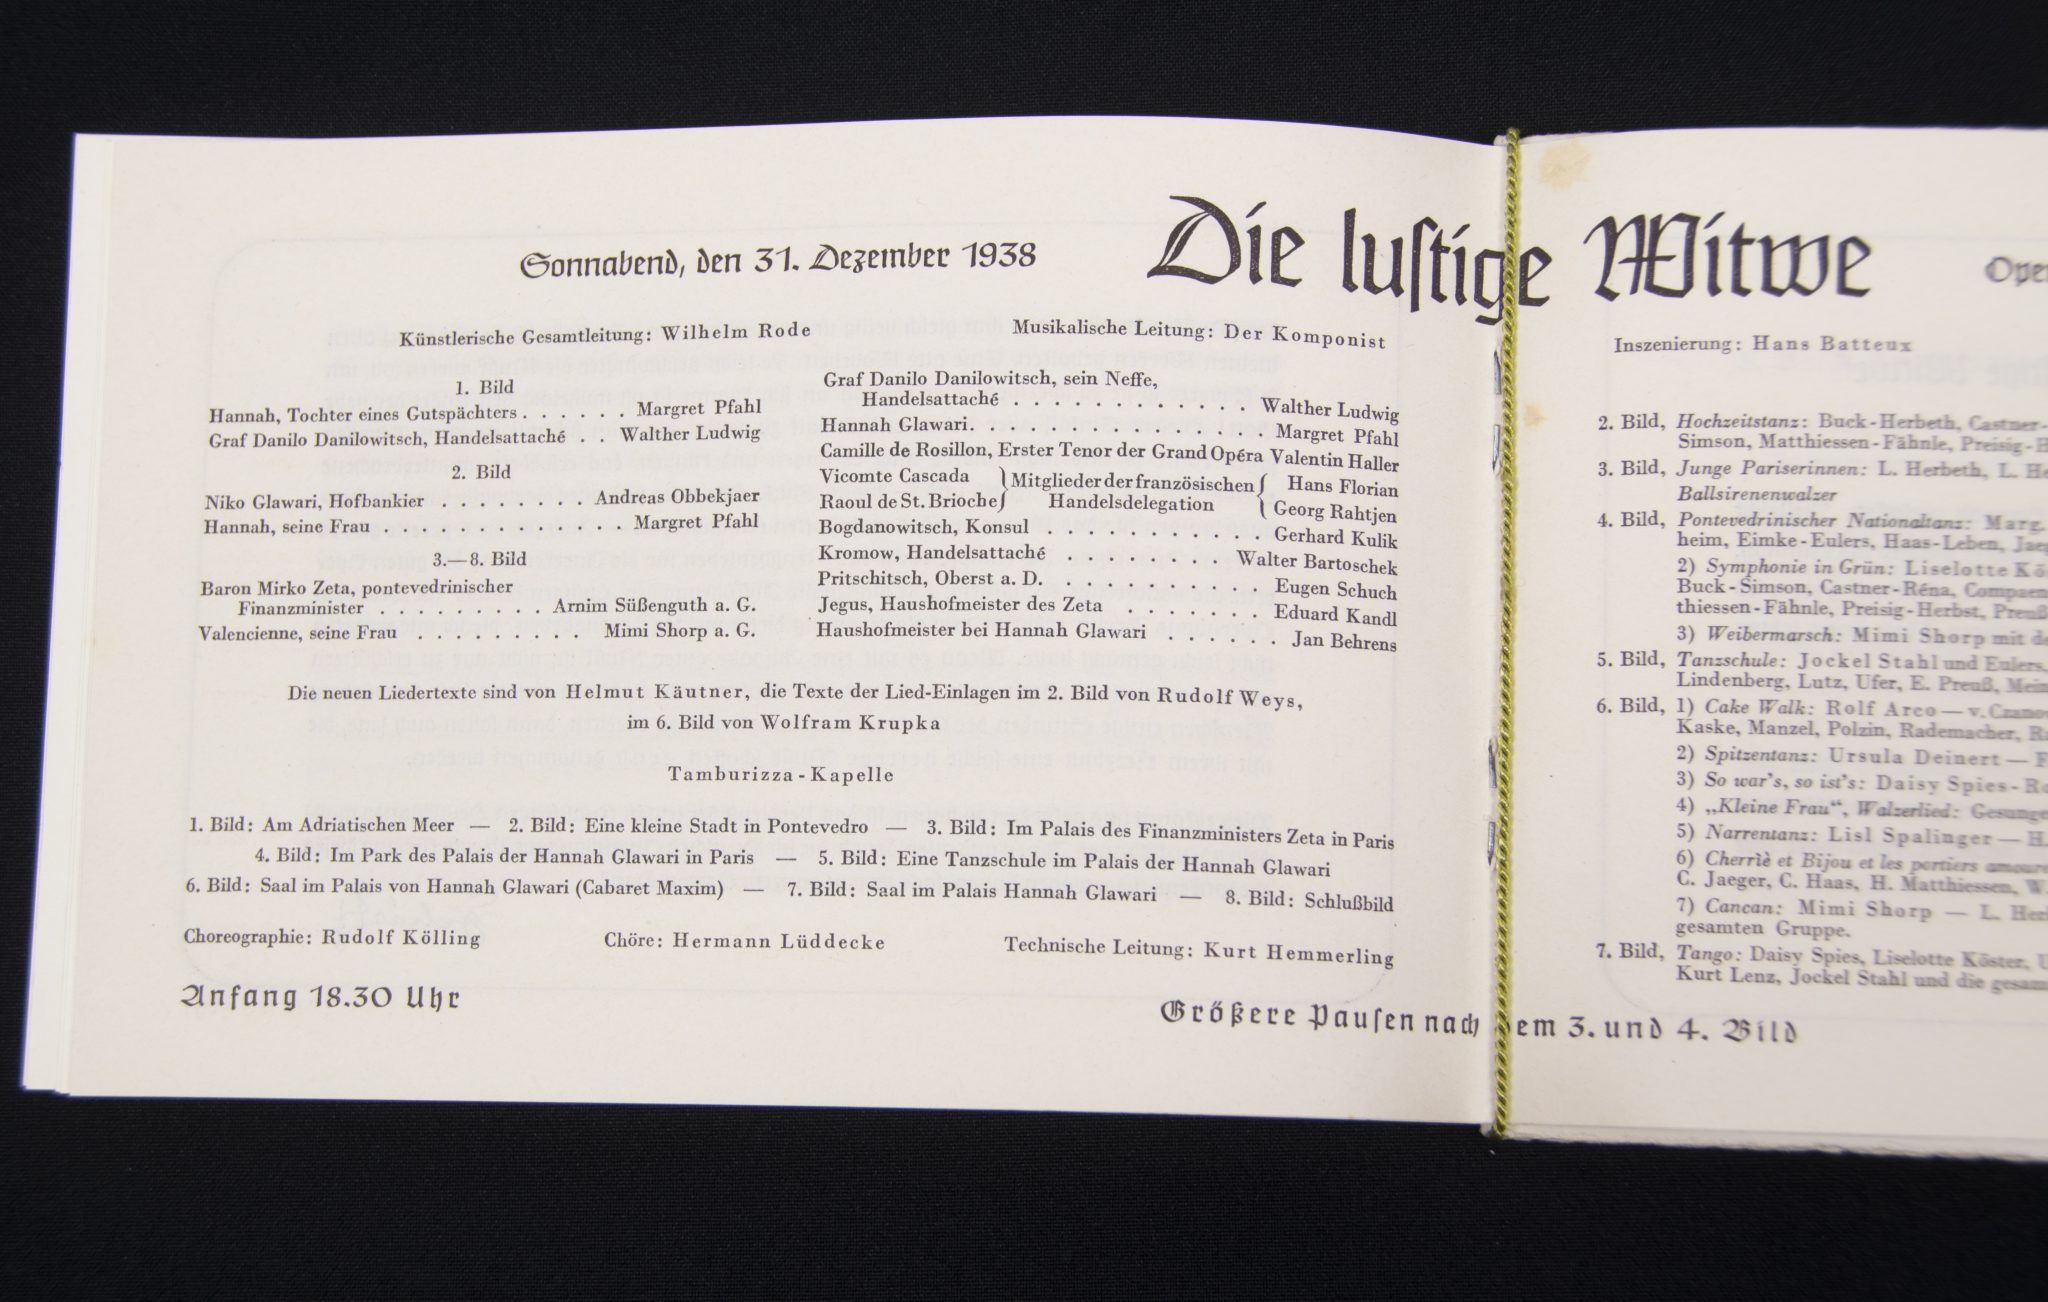 Sonnabend, den 31. Dezember 1938
Die lustige Witwe
Künstlerische Gesamtleitung: Wilhelm Rode
Musikalische Leitung: Der Komponist
1. Bild
Hannah, Tochter eines Gutspächters . . . . . . Margret Pfahl
Graf Danilo Danilowitsch, Handelsattaché . . Walther Ludwig
2. Bild
Niko Glawari, Hofbankier . . . . . . . . Andreas Obbekjaer
Hannah, seine Frau . . . . . . . . . . . . . Margret Pfahl
3.—8. Bild
Baron Mirko Zeta, pontevedrinischer
Finanzminister . . . . . . . . . Arnim Süßenguth a. G.
Valencienne, seine Frau . . . . . . . . . Mimi Shorp a. G.
Graf Danilo Danilowitsch, sein Neffe,
Handelsattaché . . . . . . . . . . . . Walther Ludwig
Hannah Glawari. . . . . . . . . . . . . . . Margret Pfahl
Camille de Rosillon, Erster Tenor der Grand Opéra Valentin Haller
Vicomte Cascada } Mitglieder der französischen { Hans Florian
Raoul de St. Brioche } Handelsdelegation { Georg Rahtjen
Bogdanowitsch, Konsul . . . . . . . . . . . Gerhard Kulik
Kromow, Handelsattaché . . . . . . . Walter Bartoschek
Pritschitsch, Oberst a. D. . . . . . . . . . Eugen Schuch
Jegus, Haushofmeister des Zeta . . . . . . . Eduard Kandl
Haushofmeister bei Hannah Glawari . . . . . . Jan Behrens
Die neuen Liedertexte sind von Helmut Käutner, die Texte der Lied-Einlagen im 2. Bild von Rudolf Weys,
im 6. Bild von Wolfram Krupka
Tamburizza-Kapelle
1. Bild: Am Adriatischen Meer — 2. Bild: Eine kleine Stadt in Pontevedro — 3. Bild: Im Palais des Finanzministers Zeta in Paris
4. Bild: Im Park des Palais der Hannah Glawari in Paris — 5. Bild: Eine Tanzschule im Palais der Hannah Glawari
6. Bild: Saal im Palais von Hannah Glawari (Cabaret Maxim) — 7. Bild: Saal im Palais Hannah Glawari — 8. Bild: Schlußbild
Choreographie: Rudolf Kölling
Chöre: Hermann Lüddecke
Technische Leitung: Kurt Hemmerling
Anfang 18.30 Uhr
Größere Pausen nach dem 3. und 4. Bild
Inszenierung: Hans Batteux
2. Bild, Hochzeitstanz: Buck-Herbeth, Castner-
Simson, Matthiessen-Fähnle, Preisig-
3. Bild, Junge Pariserinnen: L. Herbeth, L.
Ballsirenenwalzer
4. Bild, Pontevedrinischer Nationaltanz: Marg.
heim, Eimke-Eulers, Haas-Leben,
2) Symphonie in Grün: Liselotte
Buck-Simson, Castner-Réna,
thiessen-Fähnle, Preisig-Herbst,
3) Weibermarsch: Mimi Shorp mit
5. Bild, Tanzschule: Jockel Stahl und Eulers,
Lindenberg, Lutz, Ufer, E. Preuß,
6. Bild, 1) Cake Walk: Rolf Arco —
Kaske, Manzel, Polzin, Rademacher,
2) Spitzentanz: Ursula Deinert —
3) So war's, so ist's: Daisy Spies -
4) „Kleine Frau“, Walzerlied:
5) Narrentanz: Lisl Spalinger —
6) Cherriè et Bijou et les portiers
C. Jaeger, C. Haas, H. Matthiessen,
7) Cancan: Mimi Shorp — L.
gesamten Gruppe.
7. Bild, Tango: Daisy Spies, Liselotte Köster,
Kurt Lenz, Jockel Stahl und die